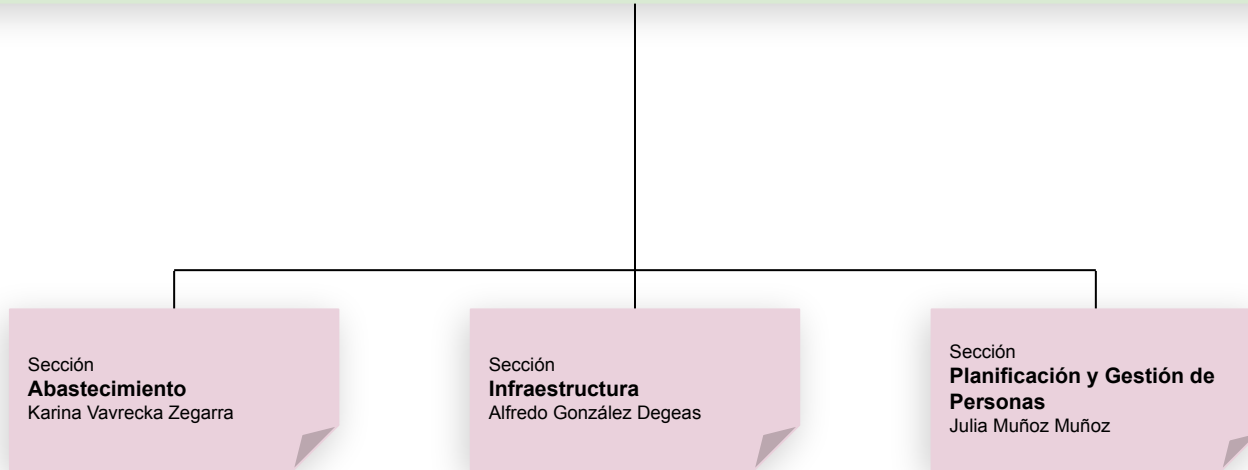 Sección
Abastecimiento
Karina Vavrecka Zegarra
Sección
Infraestructura
Alfredo González Degeas
Sección
Planificación y Gestión de
Personas
Julia Muñoz Muñoz